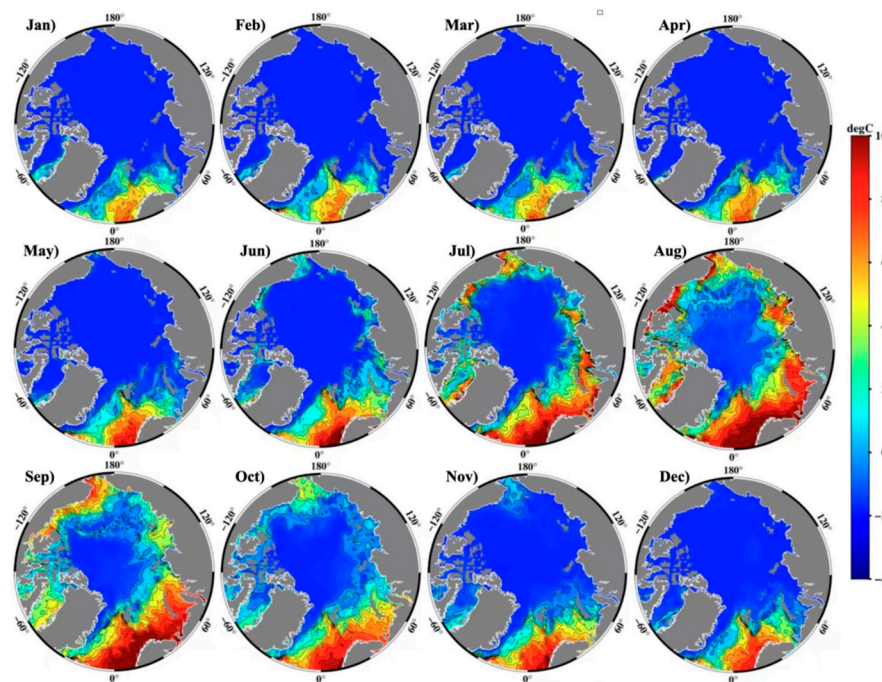 Jan) 180° Feb) 180° Mar) 180° Apr) 180°
−120° 120° −120° 120° −120° 120° −120° 120°
degC
−60° 60° −60° 60° −60° 60° −60° 60°
0° 0° 0° 0°
May) 180° Jun) 180° Jul) 180° Aug) 180°
−120° 120° −120° 120° −120° 120° −120° 120°
−60° 60° −60° 60° −60° 60° −60° 60°
0° 0° 0° 0°
Sep) 180° Oct) 180° Nov) 180° Dec) 180°
−120° 120° −120° 120° −120° 120° −120° 120°
−60° 60° −60° 60° −60° 60° −60° 60°
0° 0° 0° 0°